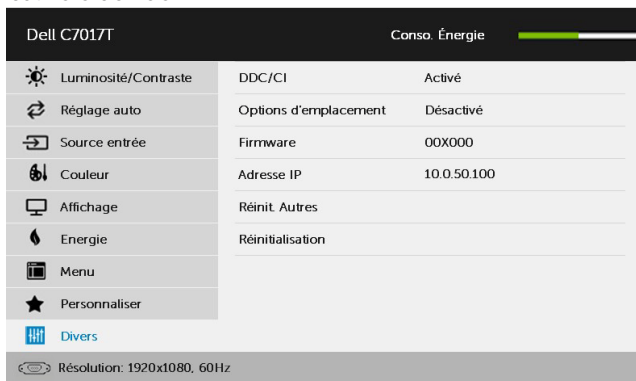 Dell C7017T Conso. Énergie
Luminosité/Contraste DDC/CI Activé
Réglage auto Options d'emplacement Désactivé
Source entrée Firmware 00X000
Couleur Adresse IP 10.0.50.100
Affichage Réinit. Autres
Energie Réinitialisation
Menu
Personnaliser
Divers
Résolution: 1920x1080, 60Hz